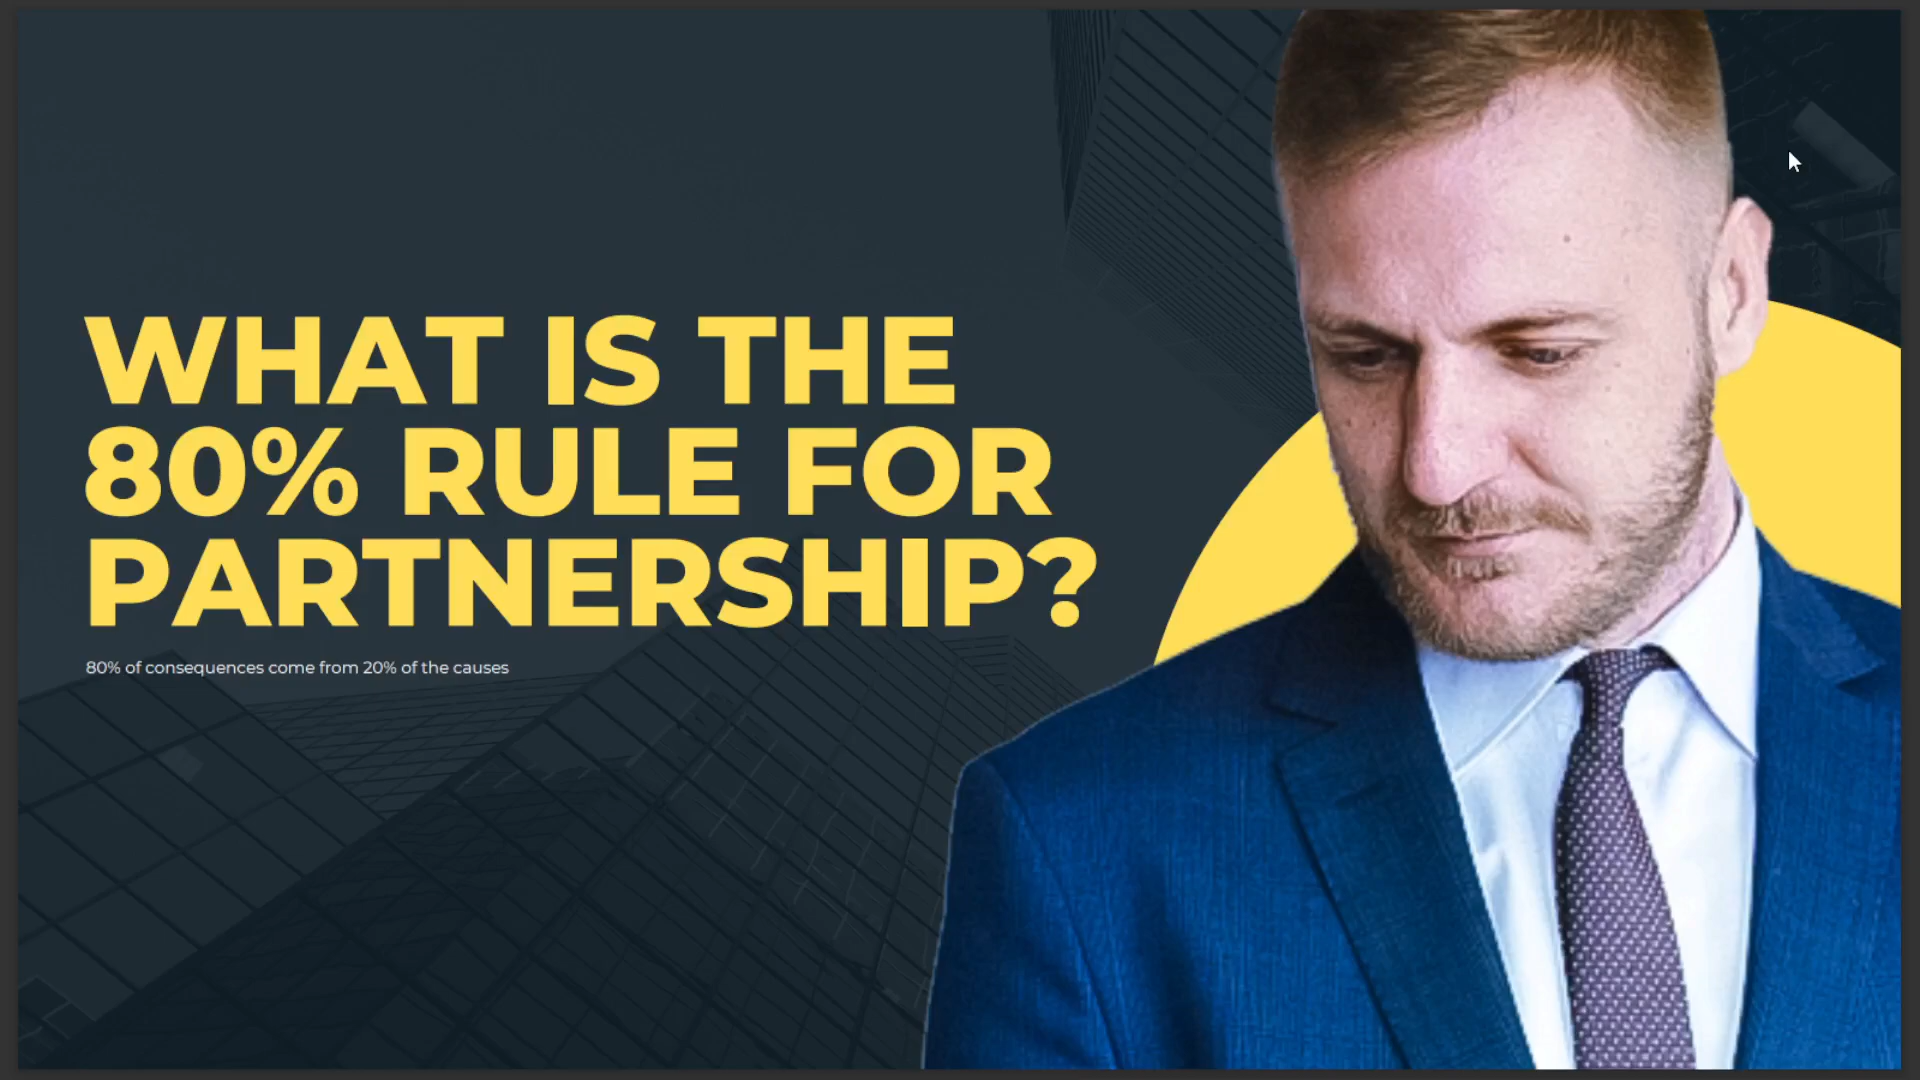 WHAT IS THE
80% RULE FOR
PARTNERSHIP?
80% of consequences come from 20% of the causes